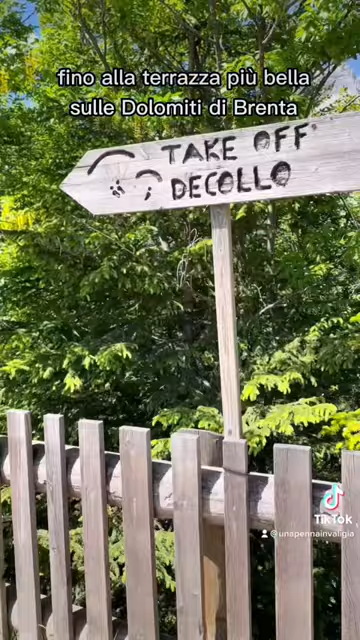 fino alla terrazza più bella
sulle Dolomiti di Brenta
TAKE OFF
DECOLLO
TikTok
@unapennainvaligia